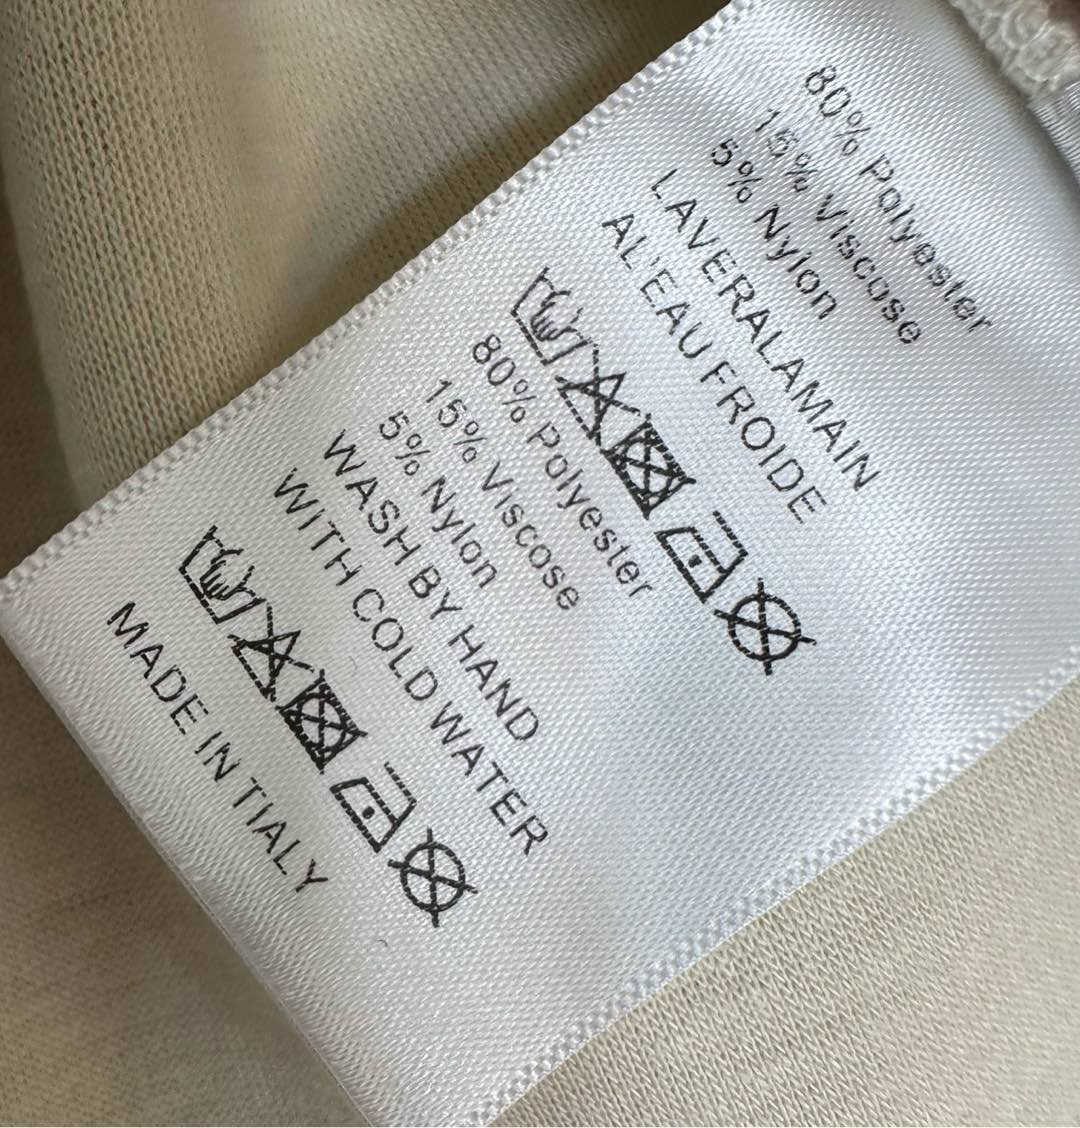 80% Polyester
15% Viscose
5% Nylon
LAVERALAMAIN
AL'EAU FROIDE
80% Polyester
15% Viscose
5% Nylon
WASH BY HAND
WITH COLD WATER
MADE IN TIALY